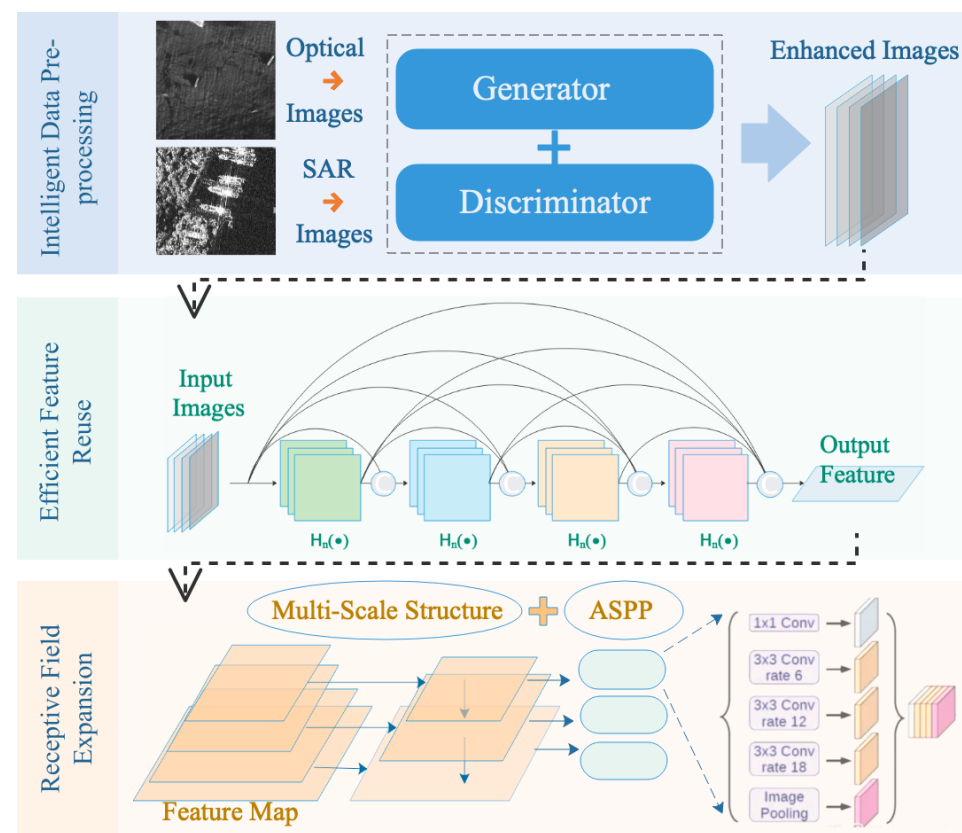 Intelligent Data Pre-
processing
Optical
Images
SAR
Images
Generator
Discriminator
Enhanced Images
Efficient Feature
Reuse
Input
Images
C
C
C
C
Output
Feature
Hn(•)
Hn(•)
Hn(•)
Hn(•)
Receptive Field
Expansion
Multi-Scale Structure
ASPP
Feature Map
1x1 Conv
3x3 Conv
rate 6
3x3 Conv
rate 12
3x3 Conv
rate 18
Image
Pooling